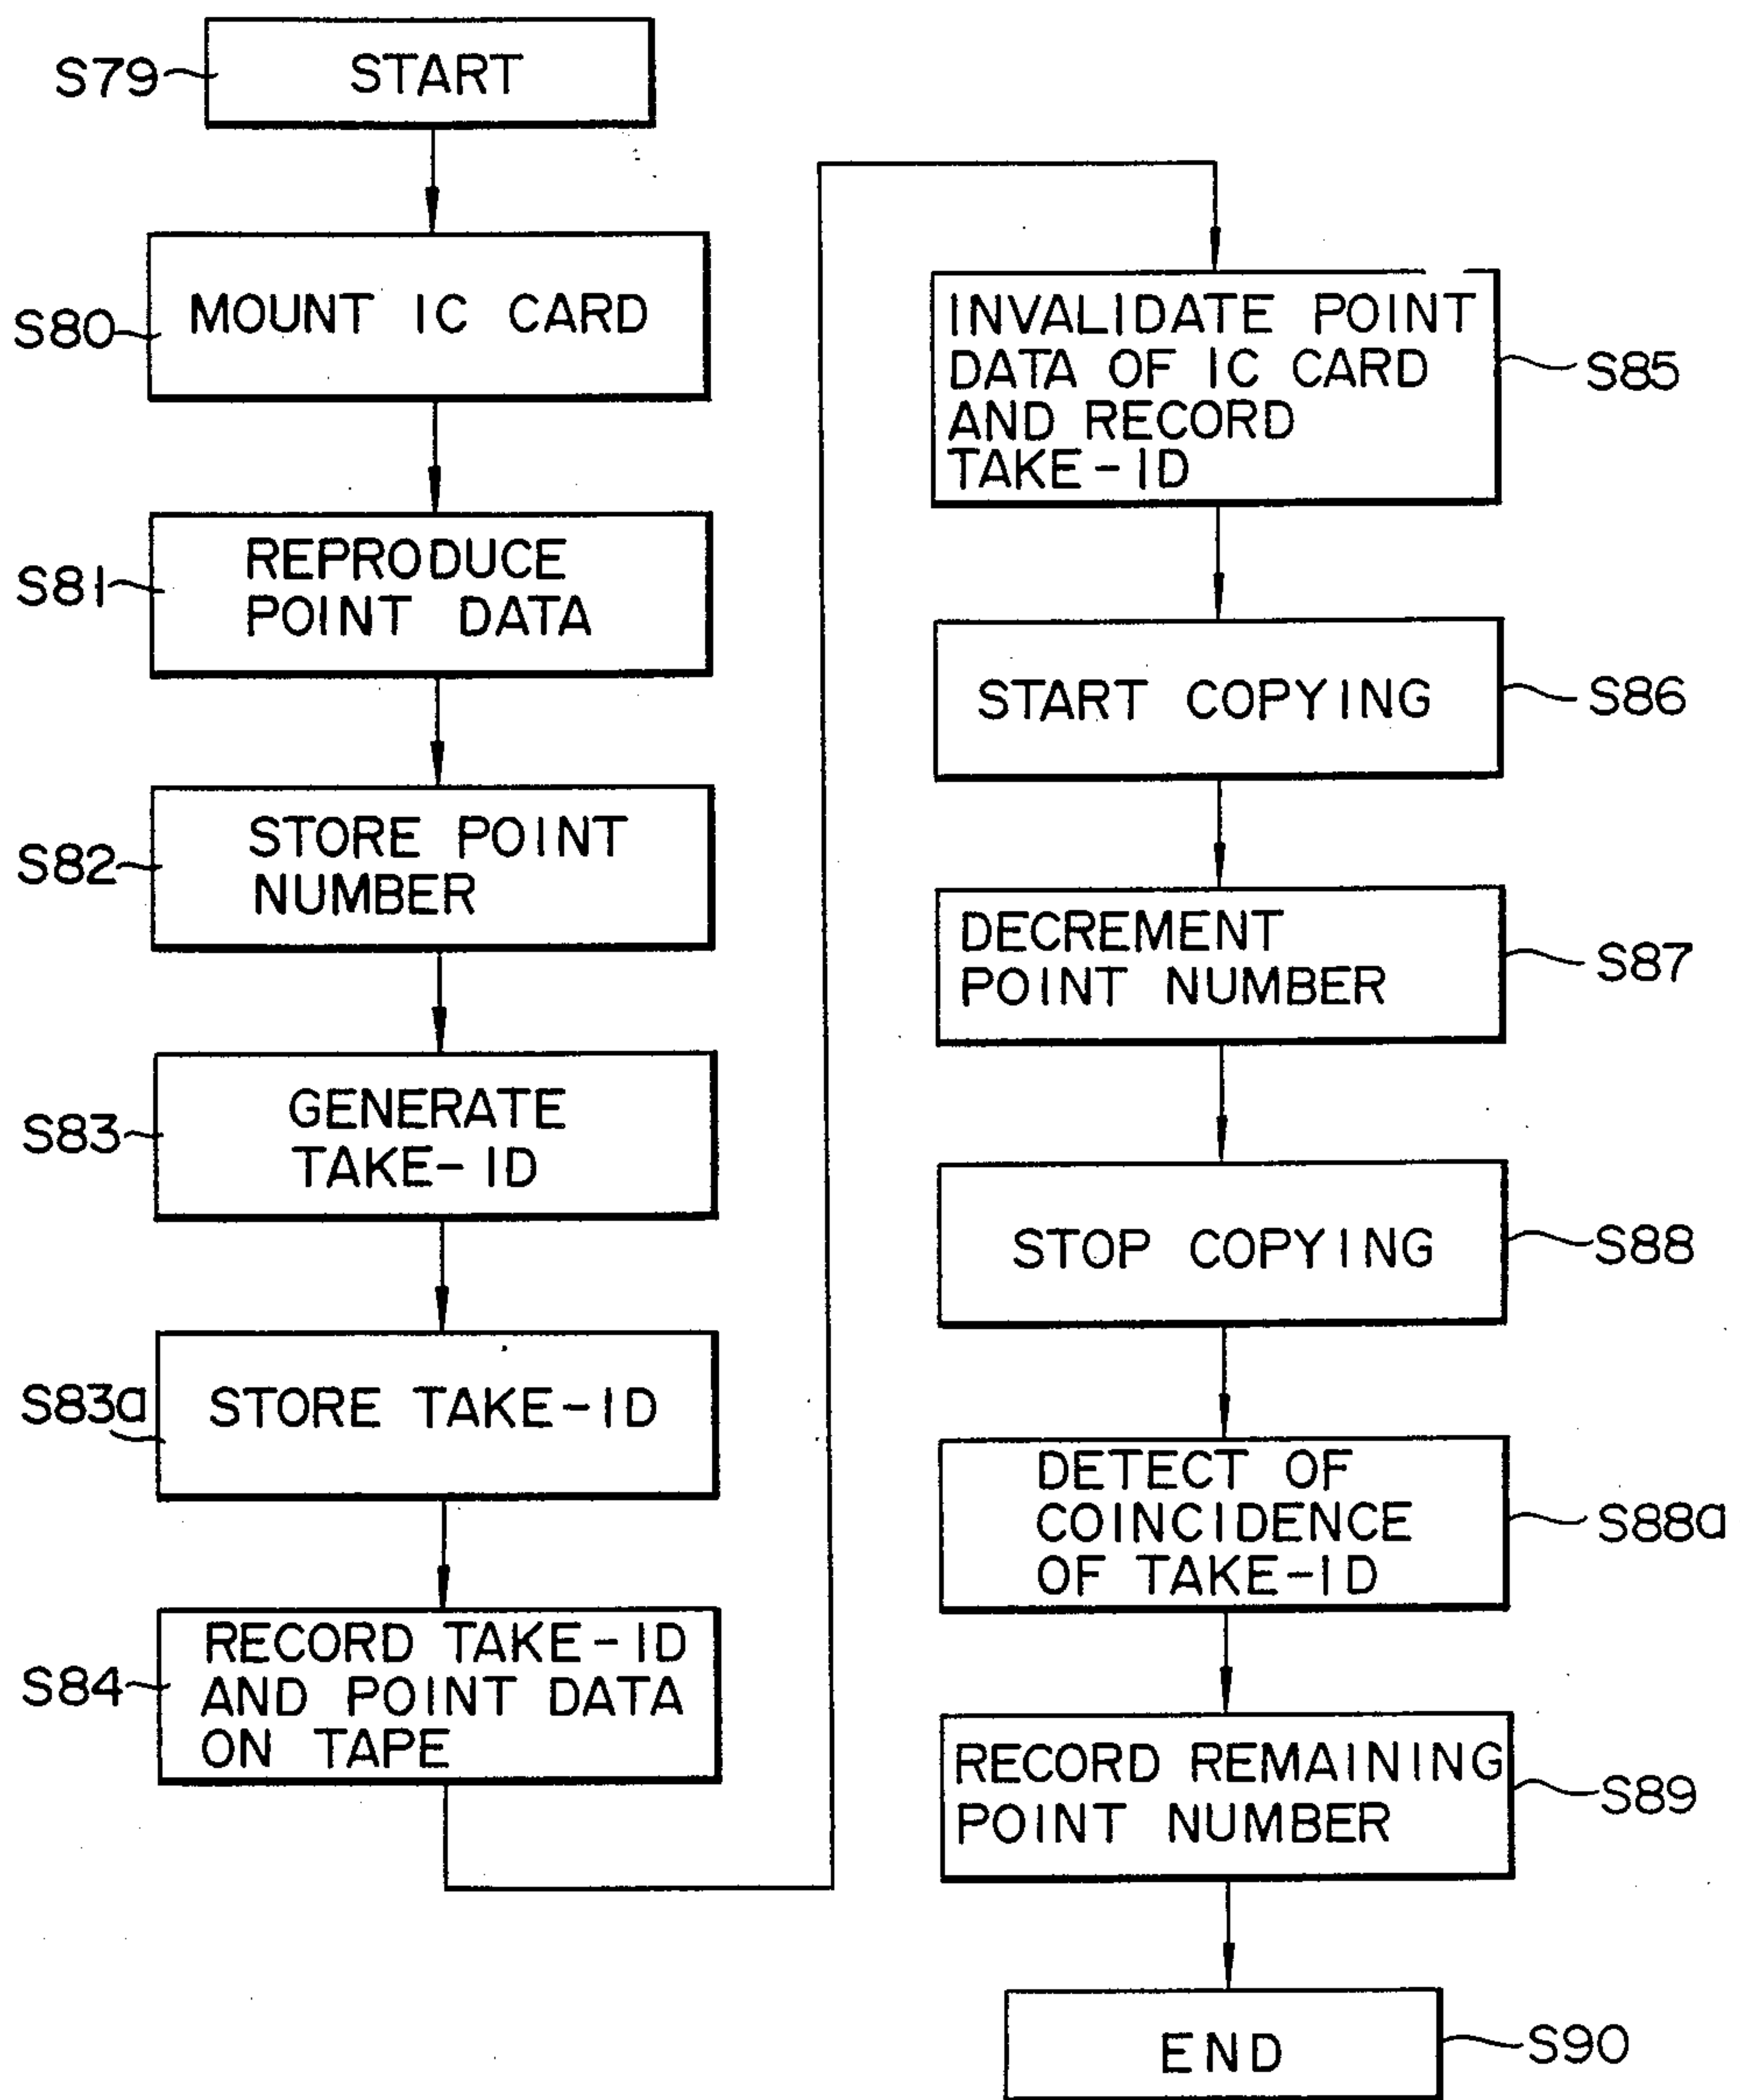 S79
START
S80
MOUNT IC CARD
S81
REPRODUCE
POINT DATA
S82
STORE POINT
NUMBER
S83
GENERATE
TAKE-ID
S83a
STORE TAKE-ID
S84
RECORD TAKE-ID
AND POINT DATA
ON TAPE
INVALIDATE POINT
DATA OF IC CARD
AND RECORD
TAKE-ID
S85
START COPYING
S86
DECREMENT
POINT NUMBER
S87
STOP COPYING
S88
DETECT OF
COINCIDENCE
OF TAKE-ID
S88a
RECORD REMAINING
POINT NUMBER
S89
END
S90